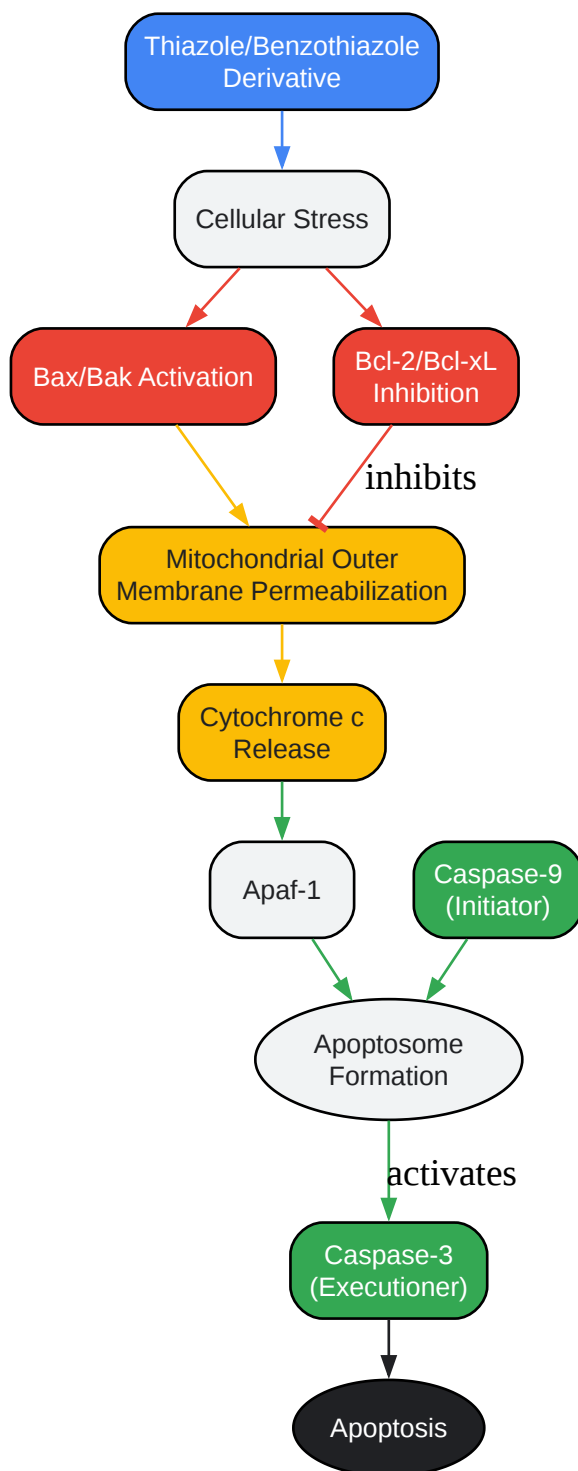 Thiazole/Benzothiazole
Derivative
Cellular Stress
Bax/Bak Activation
Bcl-2/Bcl-xL
Inhibition
inhibits
Mitochondrial Outer
Membrane Permeabilization
Cytochrome c
Release
Apaf-1
Caspase-9
(Initiator)
Apoptosome
Formation
activates
Caspase-3
(Executioner)
Apoptosis